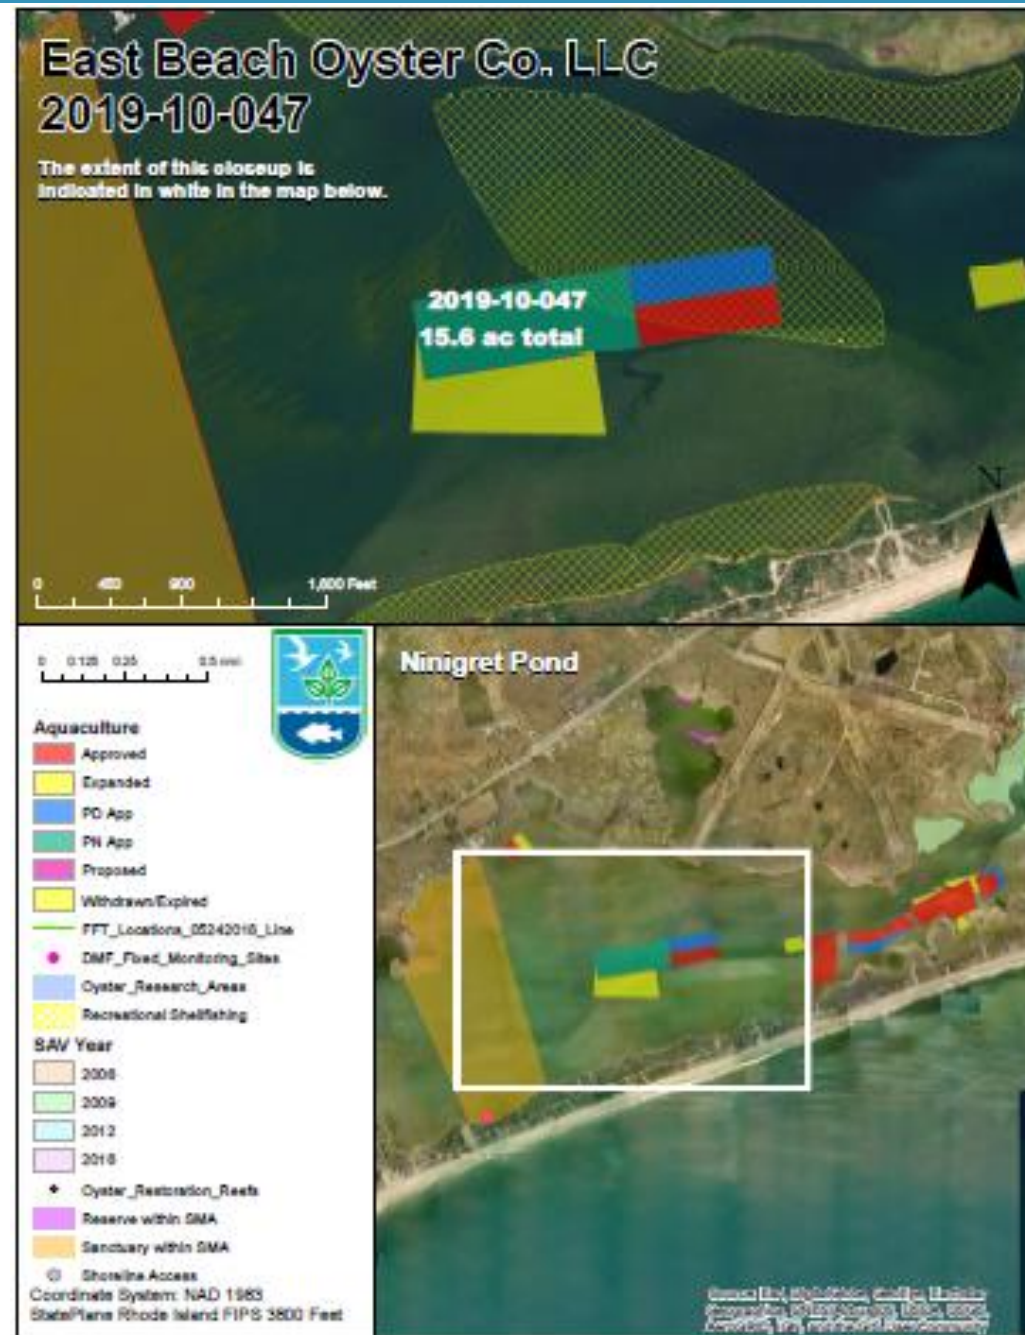 East Beach Oyster Co. LLC
2019-10-047
The extent of this closeup is
indicated in white in the map below.
2019-10-047
15.6 ac total
N
0 900 1,800 Feet
0 0.125 0.25 0.5
Ninigret Pond
Aquaculture
Approved
Expanded
PD App
PN App
Proposed
Withdrawn/Expired
FFT_Locations_05242018_Line
DMF_Fixed_Monitoring_Sites
Oyster_Research_Areas
Recreational Shellfishing
SAV Year
2009
2012
2016
Oyster_Restoration_Reefs
Reserve within SMA
Sanctuary within SMA
Shoreline Access
Coordinate System: NAD 1983
StatePlane Rhode Island FIPS 3800 Feet